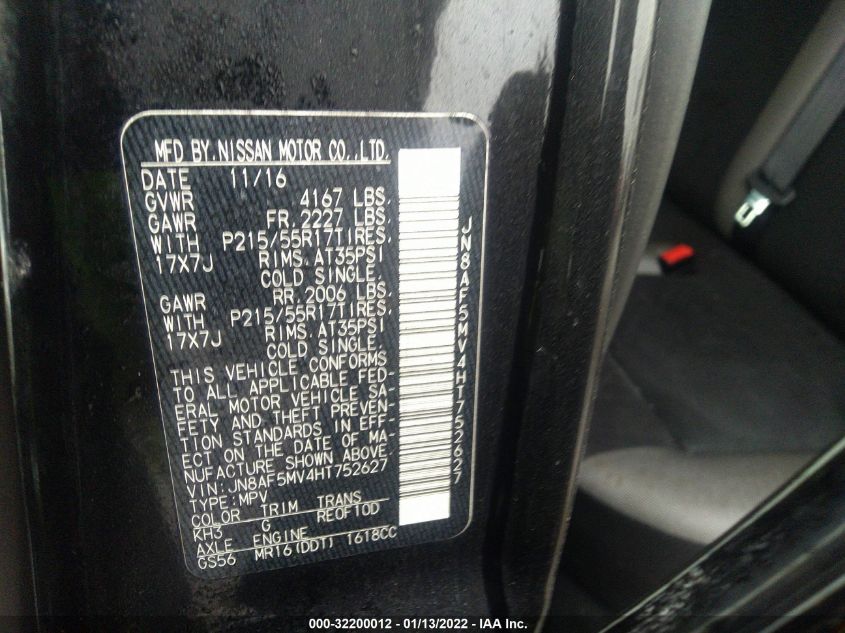 MFD BY. NISSAN MOTOR CO., LTD.
DATE 11/16
GVWR 4167 LBS.
GAWR FR. 2227 LBS.
WITH P215/55R17TIRES,
17X7J RIMS. AT35PSI
COLD SINGLE.
GAWR RR. 2006 LBS.
WITH P215/55R17TIRES,
17X7J RIMS. AT35PSI
COLD SINGLE.
THIS VEHICLE CONFORMS
TO ALL APPLICABLE FED-
ERAL MOTOR VEHICLE SA-
FETY AND THEFT PREVEN-
TION STANDARDS IN EFF-
ECT ON THE DATE OF MA-
NUFACTURE SHOWN ABOVE.
VIN:JN8AF5MV4HT752627
TYPE:MPV
COLOR TRIM TRANS
KH3 G RE0F10D
AXLE ENGINE
GS56 MR16(DDT) 1618CC
JN8AF5MV4HT752627
000-32200012 - 01/13/2022 - IAA Inc.